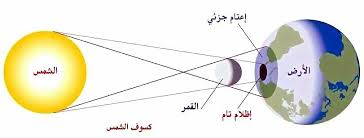 إعتام جزئي
الشمس
الأرض
القمر
إظلام تام
كسوف الشمس